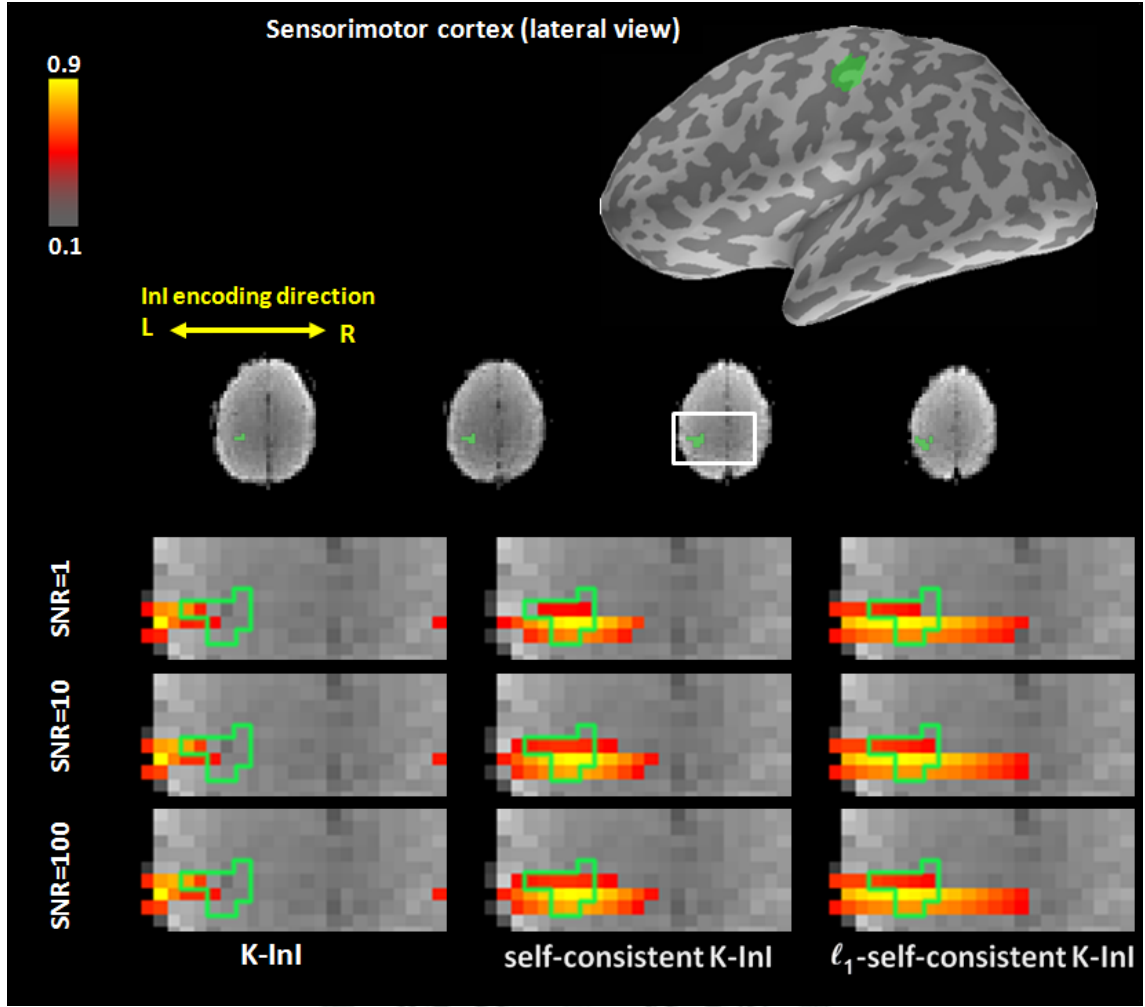 Sensorimotor cortex (lateral view)
0.9
0.1
InI encoding direction
L R
SNR=1
SNR=10
SNR=100
K-InI
self-consistent K-InI
ℓ₁-self-consistent K-InI